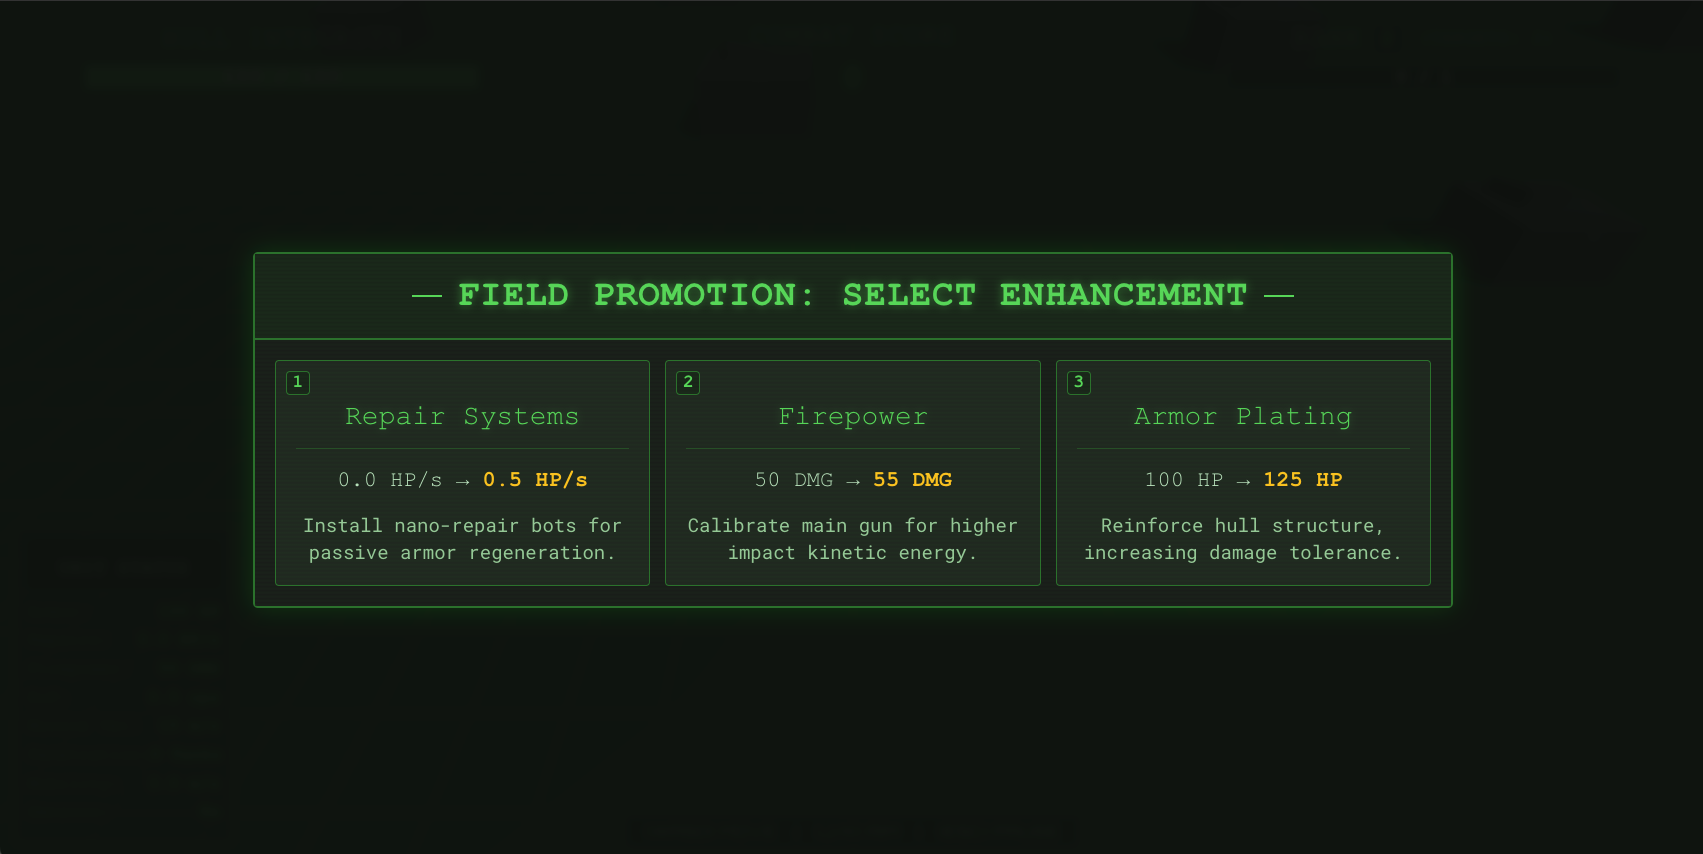 — FIELD PROMOTION: SELECT ENHANCEMENT —
1
Repair Systems
0.0 HP/s → 0.5 HP/s
Install nano-repair bots for
passive armor regeneration.
2
Firepower
50 DMG → 55 DMG
Calibrate main gun for higher
impact kinetic energy.
3
Armor Plating
100 HP → 125 HP
Reinforce hull structure,
increasing damage tolerance.